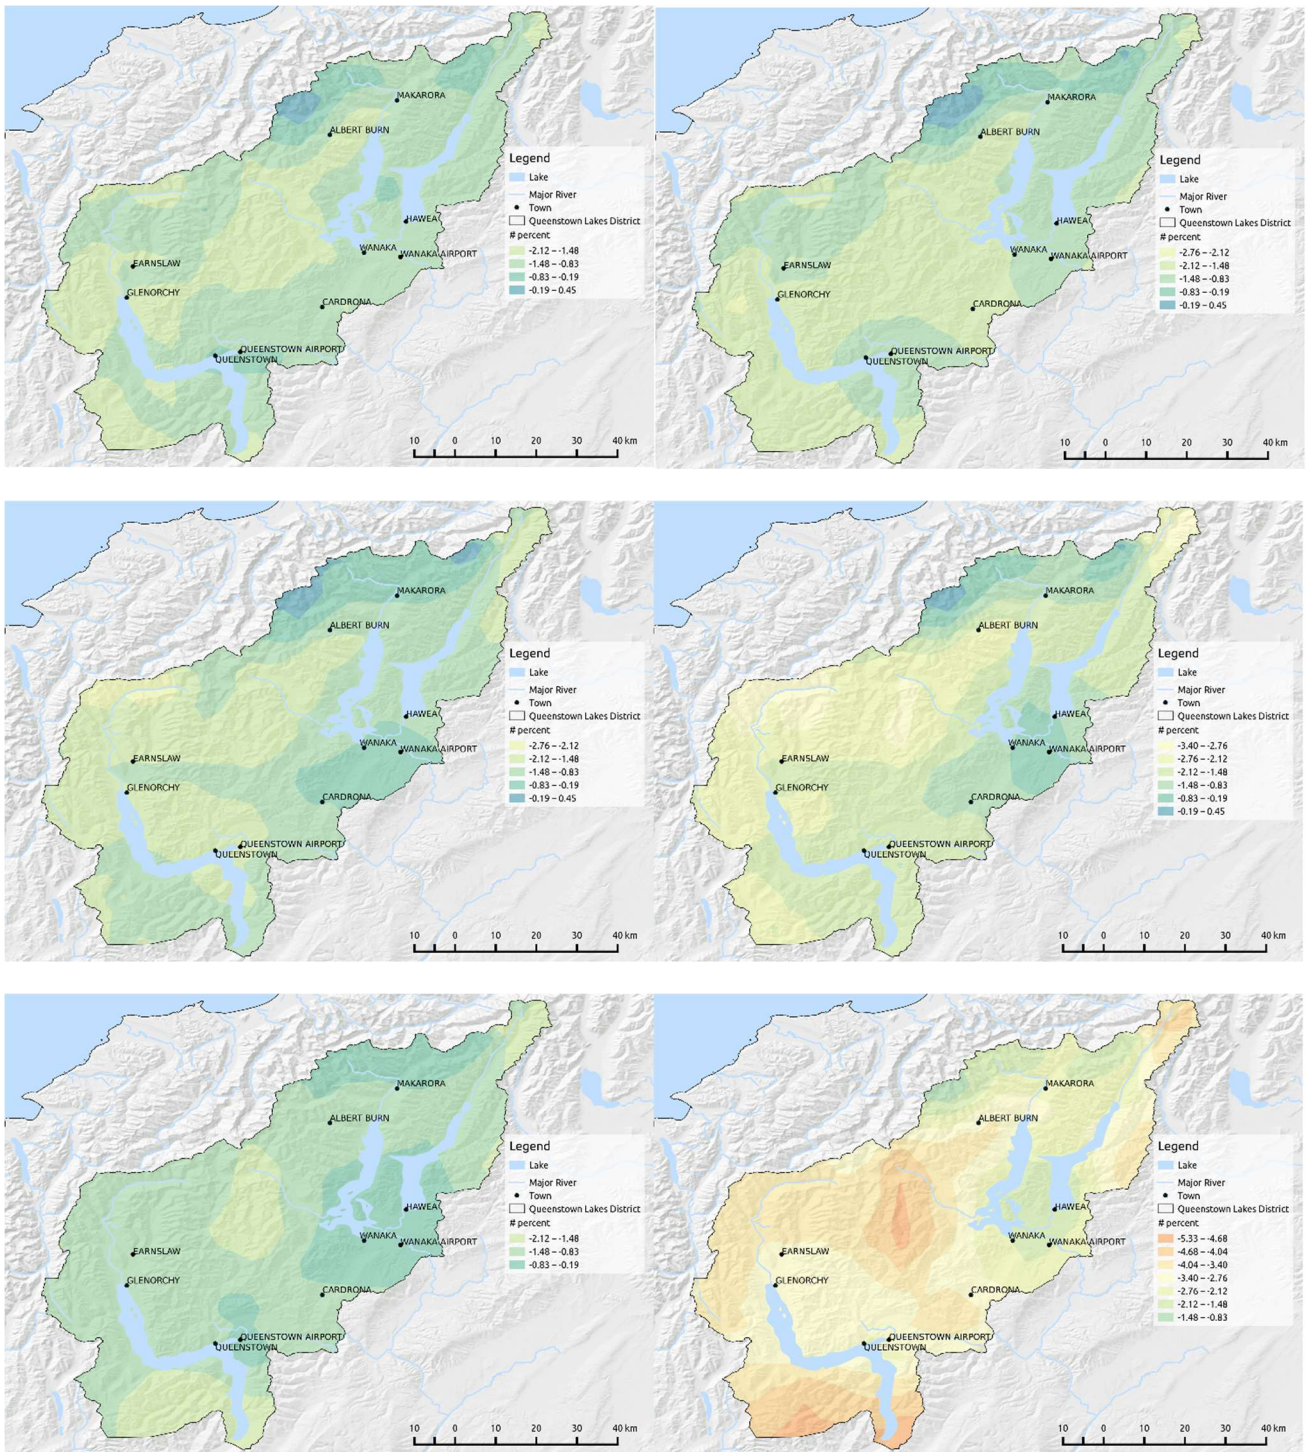 MAKARORA
ALBERT BURN
Legend
Lake
Major River
Town
Queenstown Lakes District
# percent
-2.12 – -1.48
-1.48 – -0.83
-0.83 – -0.19
-0.19 – 0.45
HAWEA
WANAKA
WANAKA AIRPORT
EARNSLAW
GLENORCHY
CARDRONA
QUEENSTOWN AIRPORT
QUEENSTOWN
10 0 10 20 30 40 km
MAKARORA
ALBERT BURN
Legend
Lake
Major River
Town
Queenstown Lakes District
# percent
-2.76 – -2.12
-2.12 – -1.48
-1.48 – -0.83
-0.83 – -0.19
-0.19 – 0.45
HAWEA
WANAKA
WANAKA AIRPORT
EARNSLAW
GLENORCHY
CARDRONA
QUEENSTOWN AIRPORT
QUEENSTOWN
10 0 10 20 30 40 km
MAKARORA
ALBERT BURN
Legend
Lake
Major River
Town
Queenstown Lakes District
# percent
-2.76 – -2.12
-2.12 – -1.48
-1.48 – -0.83
-0.83 – -0.19
-0.19 – 0.45
HAWEA
WANAKA
WANAKA AIRPORT
EARNSLAW
GLENORCHY
CARDRONA
QUEENSTOWN AIRPORT
QUEENSTOWN
10 0 10 20 30 40 km
MAKARORA
ALBERT BURN
Legend
Lake
Major River
Town
Queenstown Lakes District
# percent
-3.40 – -2.76
-2.76 – -2.12
-2.12 – -1.48
-1.48 – -0.83
-0.83 – -0.19
-0.19 – 0.45
HAWEA
WANAKA
WANAKA AIRPORT
EARNSLAW
GLENORCHY
CARDRONA
QUEENSTOWN AIRPORT
QUEENSTOWN
10 0 10 20 30 40 km
MAKARORA
ALBERT BURN
Legend
Lake
Major River
Town
Queenstown Lakes District
# percent
-2.12 – -1.48
-1.48 – -0.83
-0.83 – -0.19
HAWEA
WANAKA
WANAKA AIRPORT
EARNSLAW
GLENORCHY
CARDRONA
QUEENSTOWN AIRPORT
QUEENSTOWN
10 0 10 20 30 40 km
MAKARORA
ALBERT BURN
Legend
Lake
Major River
Town
Queenstown Lakes District
# percent
-5.33 – -4.68
-4.68 – -4.04
-4.04 – -3.40
-3.40 – -2.76
-2.76 – -2.12
-2.12 – -1.48
-1.48 – -0.83
HAWEA
WANAKA
WANAKA AIRPORT
EARNSLAW
GLENORCHY
CARDRONA
QUEENSTOWN AIRPORT
QUEENSTOWN
10 0 10 20 30 40 km